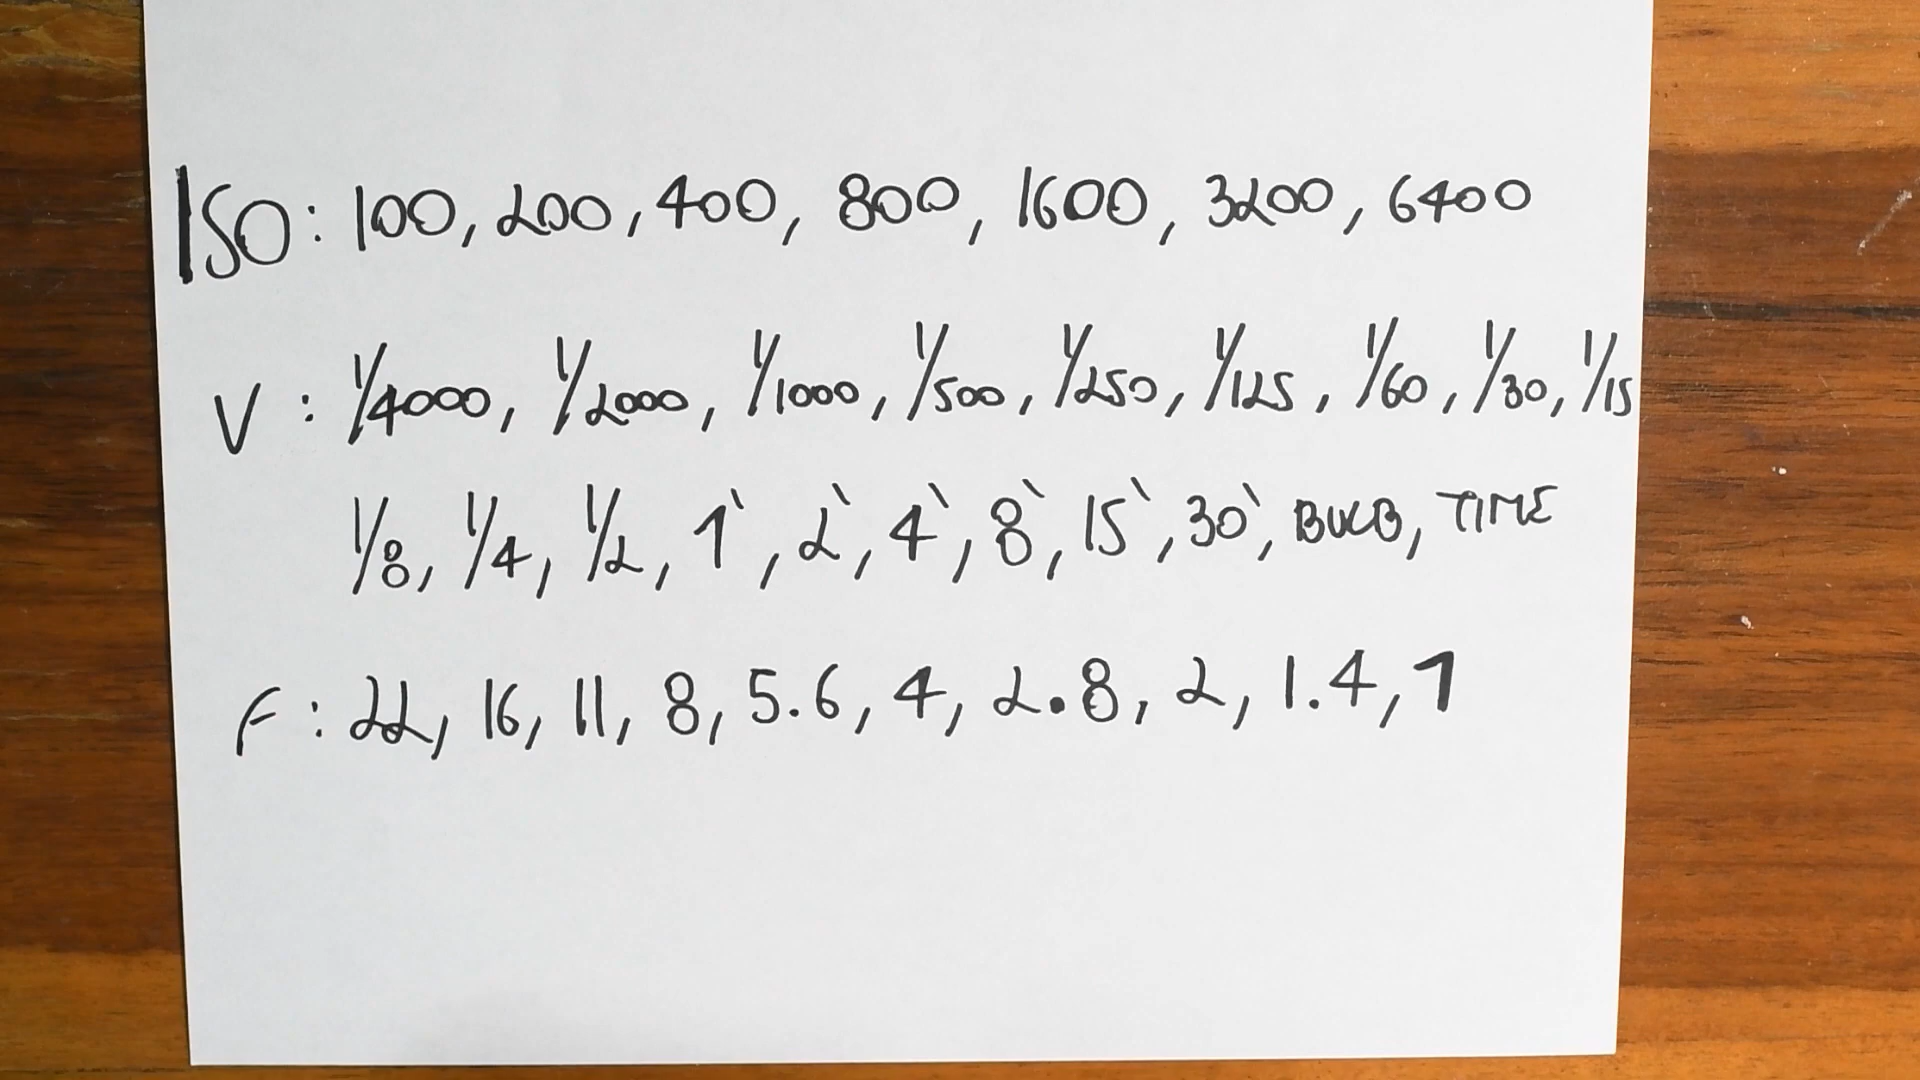 ISO: 100, 200, 400, 800, 1600, 3200, 6400
V: 1/4000, 1/2000, 1/1000, 1/500, 1/250, 1/125, 1/60, 1/30, 1/15
1/8, 1/4, 1/2, 1`, 2`, 4`, 8`, 15`, 30`, BULB, TIME
F: 22, 16, 11, 8, 5.6, 4, 2.8, 2, 1.4, 1